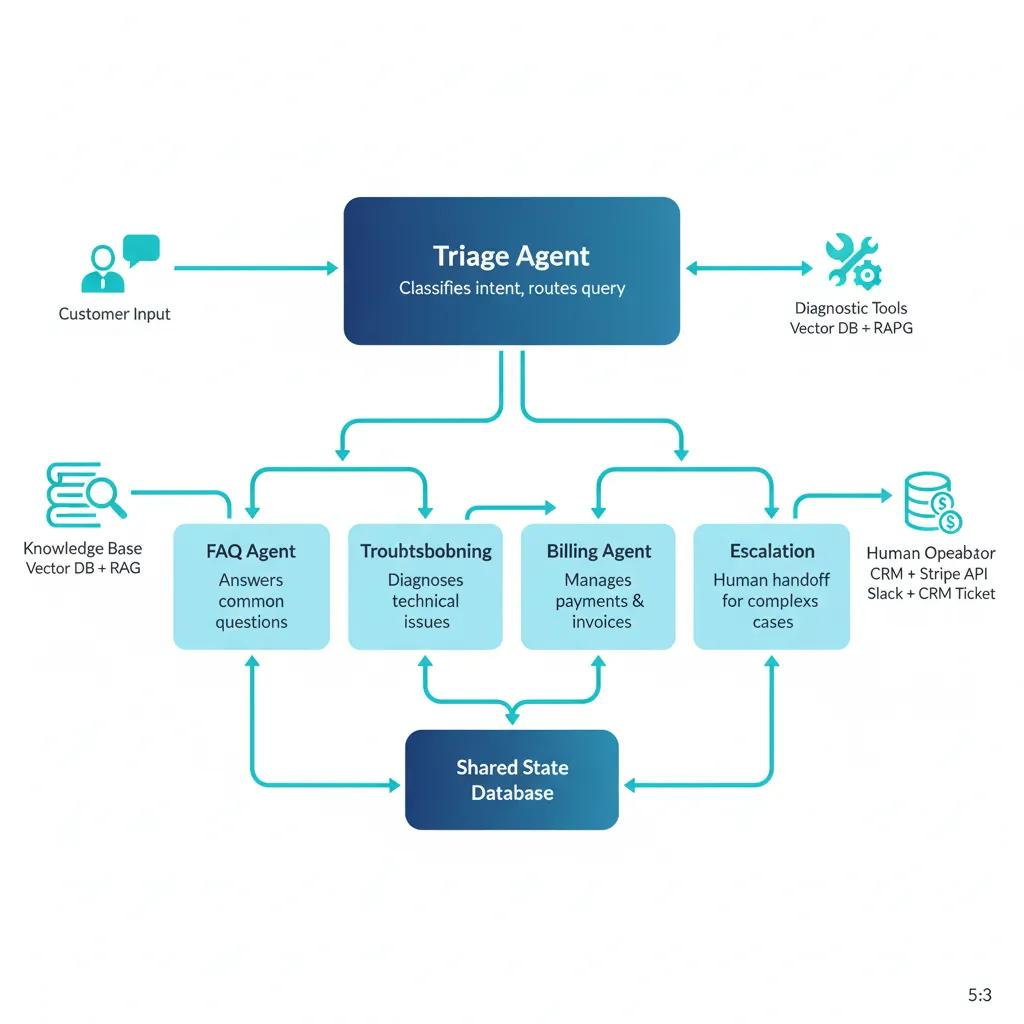 Triage Agent
Classifies intent, routes query
Customer Input
Diagnostic Tools
Vector DB + RAPG
Knowledge Base
Vector DB + RAG
FAQ Agent
Answers
common
questions
Troubtsbobning
Diagnoses
technical
issues
Billing Agent
Manages
payments &
invoices
Escalation
Human handoff
for complexs
cases
Human Opeabtor
CRM + Stripe API
Slack + CRM Ticket
Shared State
Database
5:3